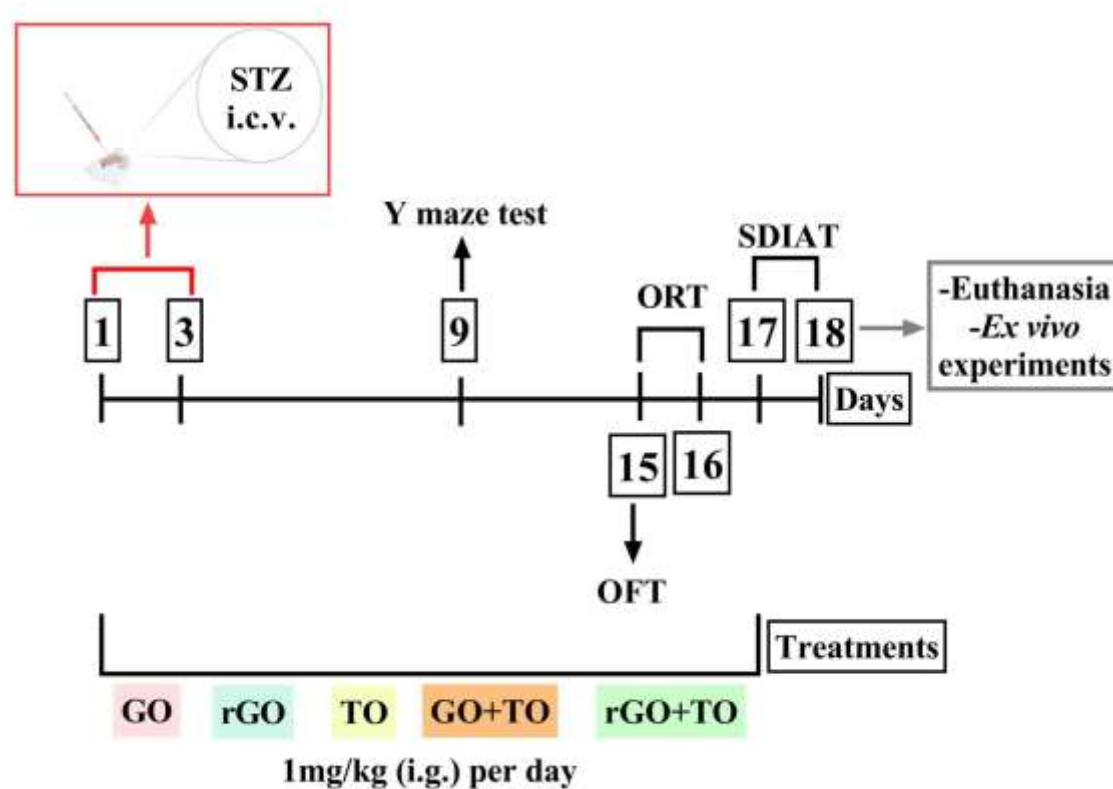 STZ
i.c.v.
Y maze test
SDIAT
ORT
1
3
9
17
18
-Euthanasia
-Ex vivo
experiments
Days
15
16
OFT
Treatments
GO
rGO
TO
GO+TO
rGO+TO
1mg/kg (i.g.) per day